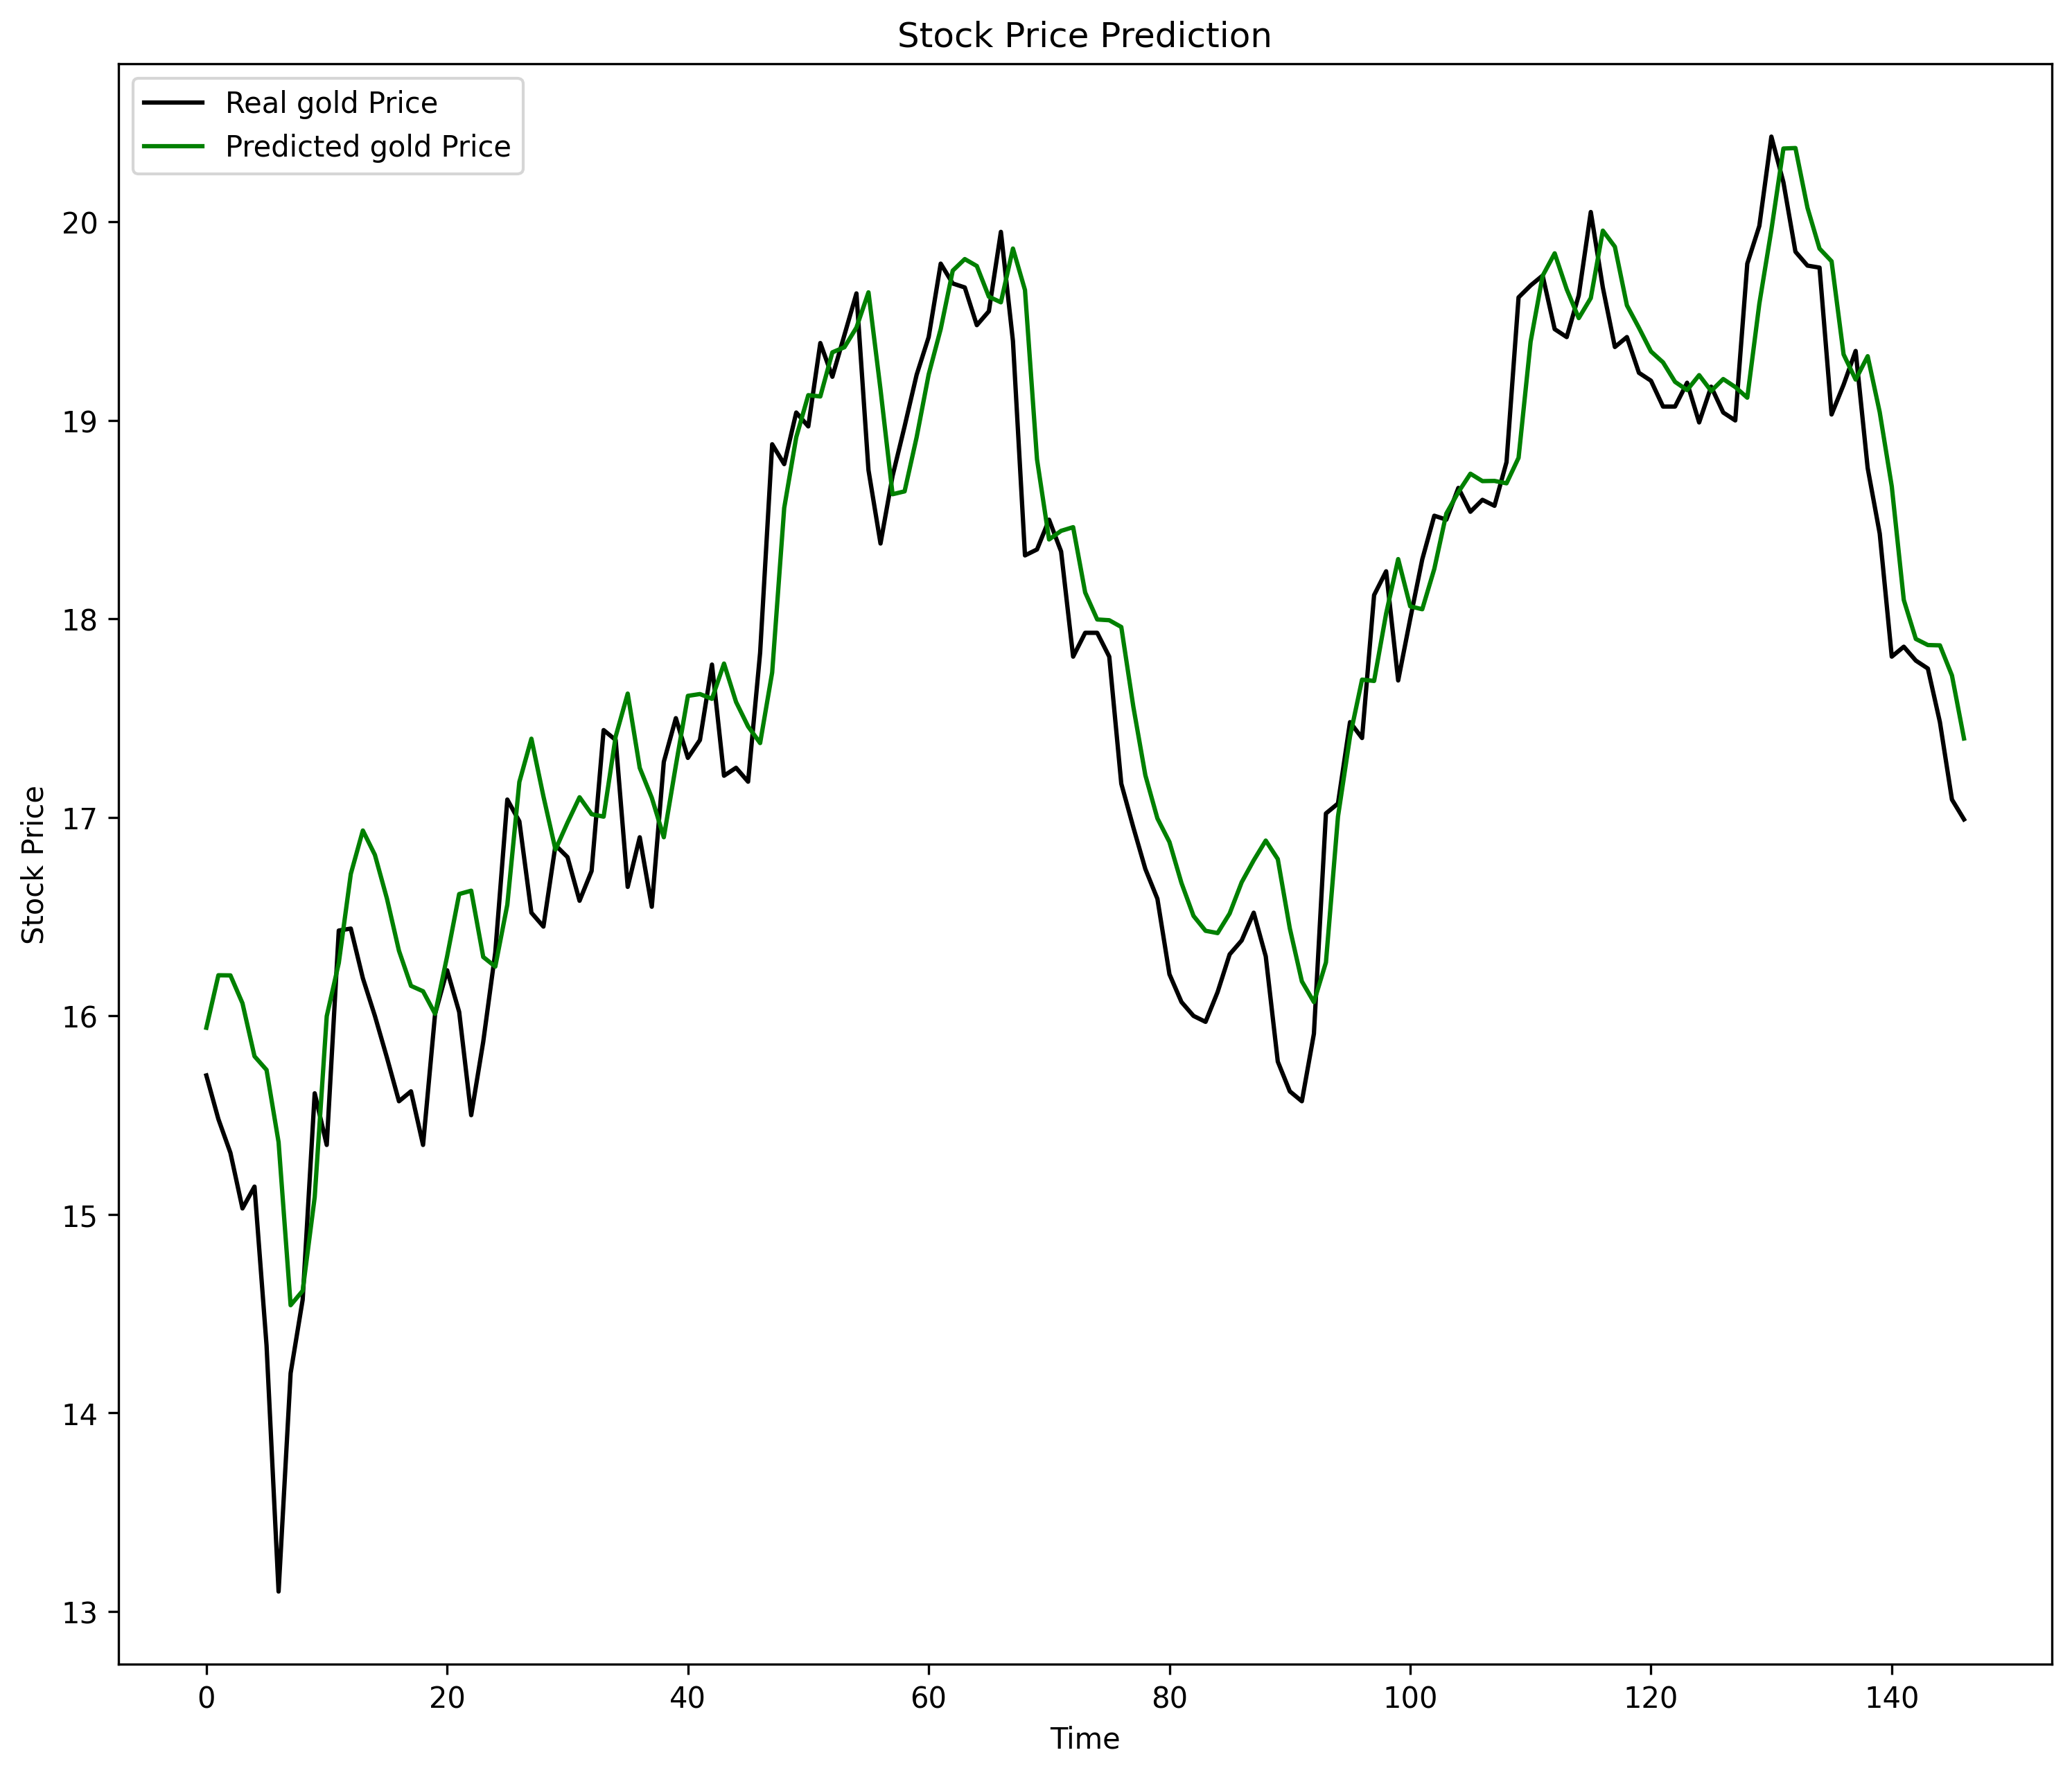 Stock Price Prediction
Real gold Price
Predicted gold Price
Stock Price
20
19
18
17
16
15
14
13
0 20 40 60 80 100 120 140
Time